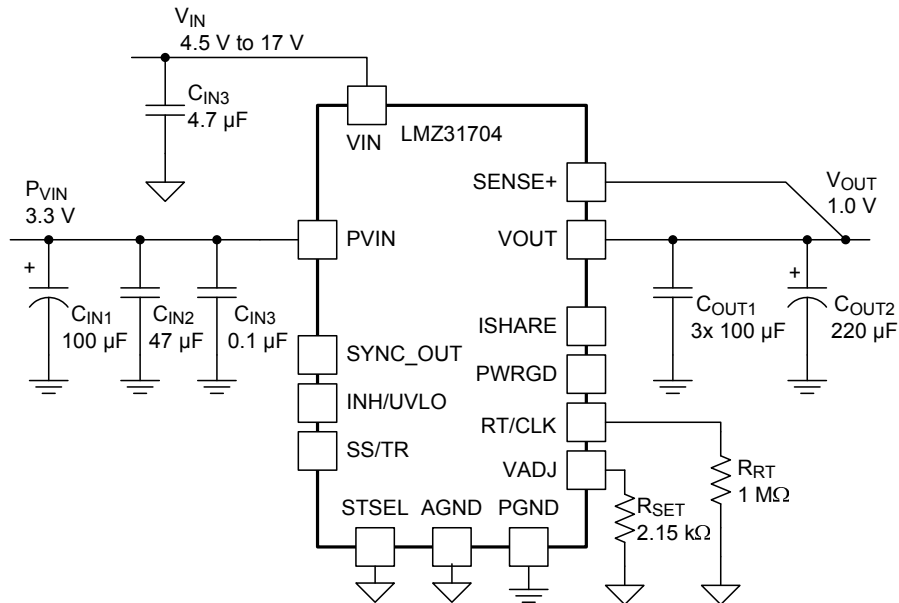 VIN
4.5 V to 17 V
CIN3
4.7 µF
VIN
LMZ31704
SENSE+
VOUT
1.0 V
PVIN
3.3 V
PVIN
VOUT
+
CIN1
100 µF
CIN2
47 µF
CIN3
0.1 µF
+
COUT1
3x 100 µF
COUT2
220 µF
ISHARE
SYNC_OUT
PWRGD
INH/UVLO
RT/CLK
SS/TR
VADJ
RRT
1 MΩ
STSEL
AGND
PGND
RSET
2.15 kΩ